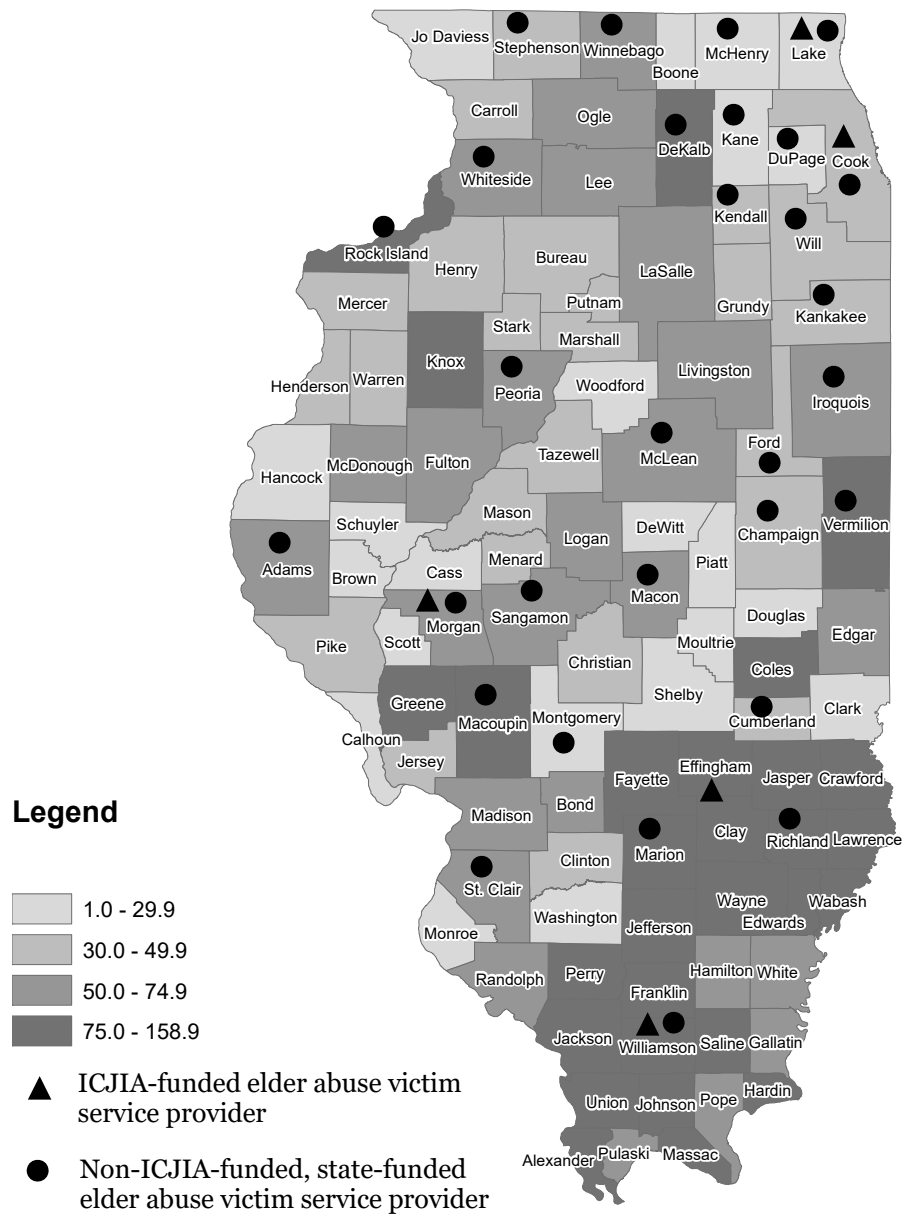 Jo Daviess
Stephenson
Winnebago
Boone
McHenry
Lake
Carroll
Ogle
DeKalb
Kane
DuPage
Cook
Whiteside
Lee
Kendall
Will
Rock Island
Henry
Bureau
LaSalle
Grundy
Kankakee
Mercer
Putnam
Stark
Marshall
Knox
Peoria
Woodford
Livingston
Iroquois
Henderson
Warren
Ford
Hancock
McDonough
Fulton
Tazewell
McLean
Vermilion
Schuyler
Mason
Logan
DeWitt
Champaign
Adams
Brown
Cass
Menard
Piatt
Macon
Morgan
Sangamon
Douglas
Pike
Scott
Moultrie
Edgar
Christian
Coles
Greene
Macoupin
Montgomery
Shelby
Cumberland
Clark
Calhoun
Jersey
Fayette
Effingham
Jasper
Crawford
Madison
Bond
Clay
Richland
Lawrence
Marion
Clinton
St. Clair
Wayne
Wabash
Edwards
Monroe
Washington
Jefferson
Randolph
Perry
Hamilton
White
Franklin
Jackson
Williamson
Saline
Gallatin
Union
Johnson
Pope
Hardin
Alexander
Pulaski
Massac
Legend
1.0 - 29.9
30.0 - 49.9
50.0 - 74.9
75.0 - 158.9
ICJIA-funded elder abuse victim
service provider
Non-ICJIA-funded, state-funded
elder abuse victim service provider